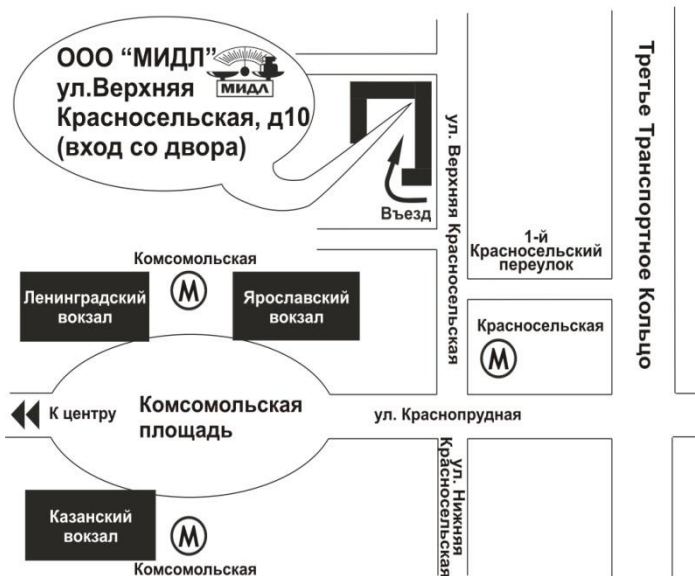 ООО “МИДЛ”
ул.Верхняя
Красносельская, д10
(вход со двора)
МИДЛ
Въезд
ул. Верхняя Красносельская
Третье Транспортное Кольцо
1-й
Красносельский
переулок
Комсомольская
М
Ленинградский
вокзал
Ярославский
вокзал
Красносельская
М
К центру
Комсомольская
площадь
ул. Краснопрудная
ул. Нижняя
Красносельская
Казанский
вокзал
М
Комсомольская